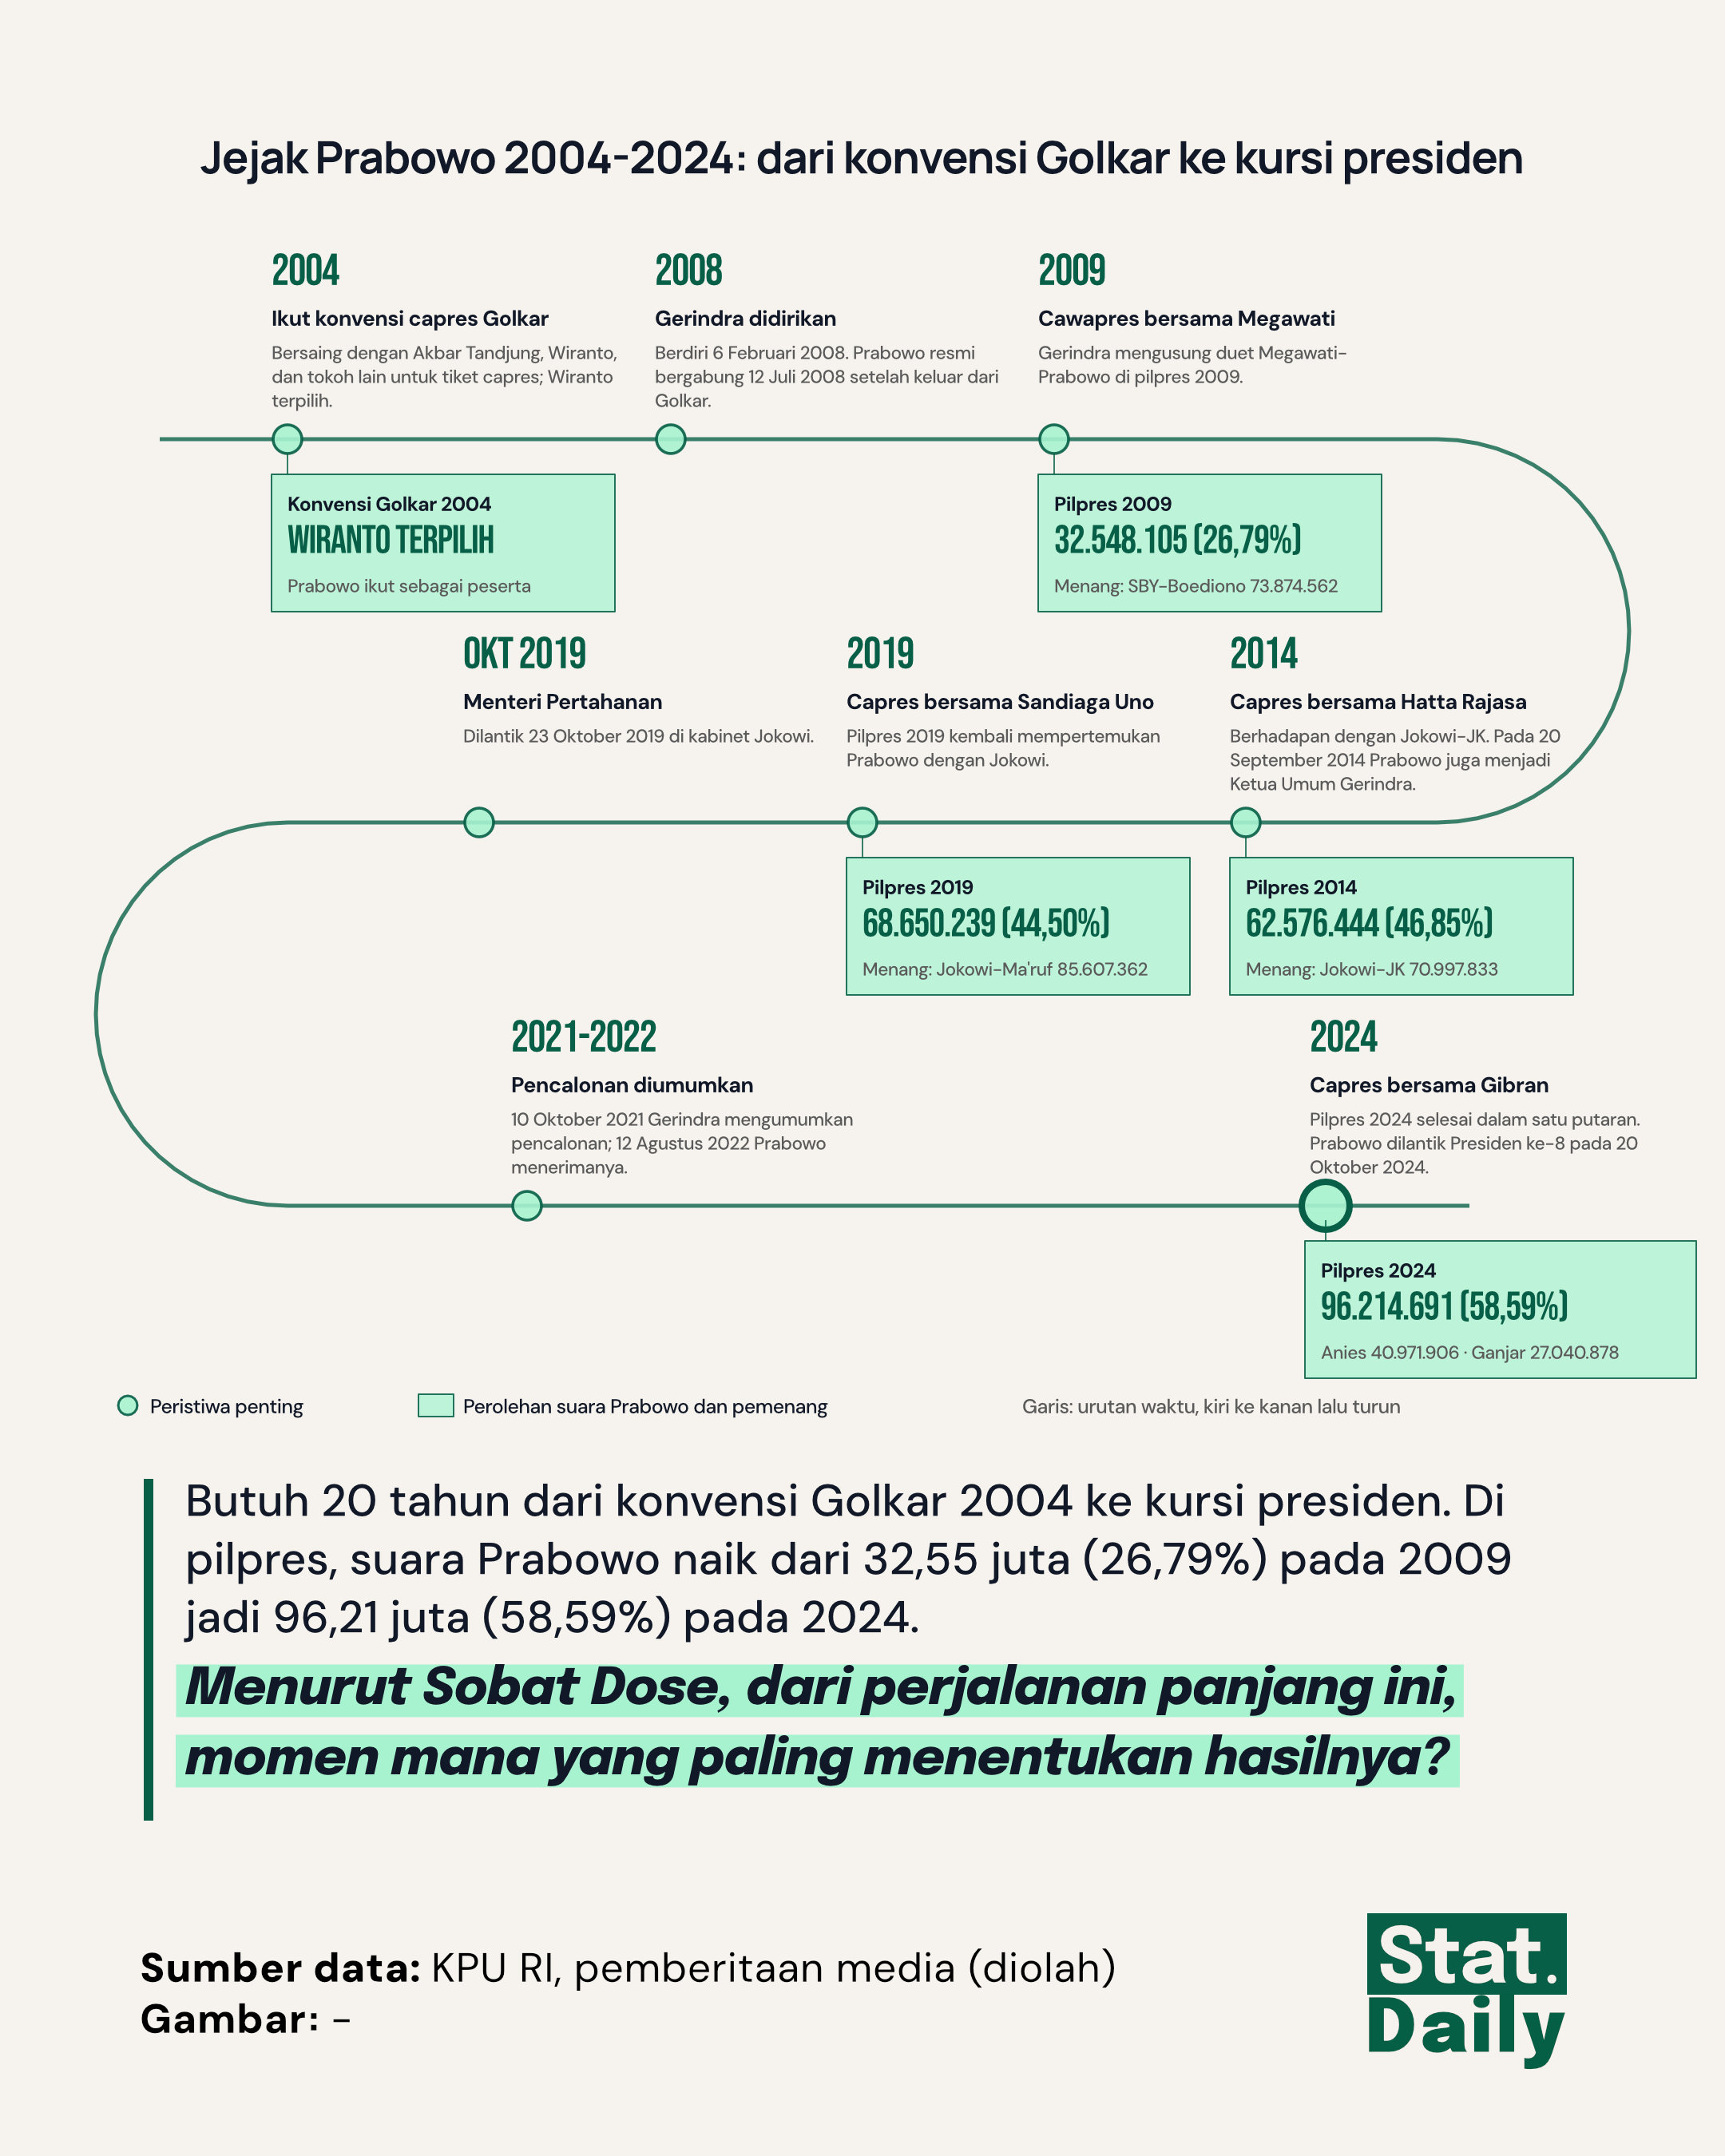 Jejak Prabowo 2004-2024: dari konvensi Golkar ke kursi presiden
2004
Ikut konvensi capres Golkar
Bersaing dengan Akbar Tandjung, Wiranto,
dan tokoh lain untuk tiket capres; Wiranto
terpilih.
Konvensi Golkar 2004
WIRANTO TERPILIH
Prabowo ikut sebagai peserta
2008
Gerindra didirikan
Berdiri 6 Februari 2008. Prabowo resmi
bergabung 12 Juli 2008 setelah keluar dari
Golkar.
2009
Cawapres bersama Megawati
Gerindra mengusung duet Megawati-
Prabowo di pilpres 2009.
Pilpres 2009
32.548.105 (26,79%)
Menang: SBY-Boediono 73.874.562
2014
Capres bersama Hatta Rajasa
Berhadapan dengan Jokowi-JK. Pada 20
September 2014 Prabowo juga menjadi
Ketua Umum Gerindra.
Pilpres 2014
62.576.444 (46,85%)
Menang: Jokowi-JK 70.997.833
2019
Capres bersama Sandiaga Uno
Pilpres 2019 kembali mempertemukan
Prabowo dengan Jokowi.
Pilpres 2019
68.650.239 (44,50%)
Menang: Jokowi-Ma'ruf 85.607.362
OKT 2019
Menteri Pertahanan
Dilantik 23 Oktober 2019 di kabinet Jokowi.
2021-2022
Pencalonan diumumkan
10 Oktober 2021 Gerindra mengumumkan
pencalonan; 12 Agustus 2022 Prabowo
menerimanya.
2024
Capres bersama Gibran
Pilpres 2024 selesai dalam satu putaran.
Prabowo dilantik Presiden ke-8 pada 20
Oktober 2024.
Pilpres 2024
96.214.691 (58,59%)
Anies 40.971.906 · Ganjar 27.040.878
Peristiwa penting
Perolehan suara Prabowo dan pemenang
Garis: urutan waktu, kiri ke kanan lalu turun
Butuh 20 tahun dari konvensi Golkar 2004 ke kursi presiden. Di
pilpres, suara Prabowo naik dari 32,55 juta (26,79%) pada 2009
jadi 96,21 juta (58,59%) pada 2024.
Menurut Sobat Dose, dari perjalanan panjang ini,
momen mana yang paling menentukan hasilnya?
Sumber data: KPU RI, pemberitaan media (diolah)
Gambar: -
Stat.
Daily